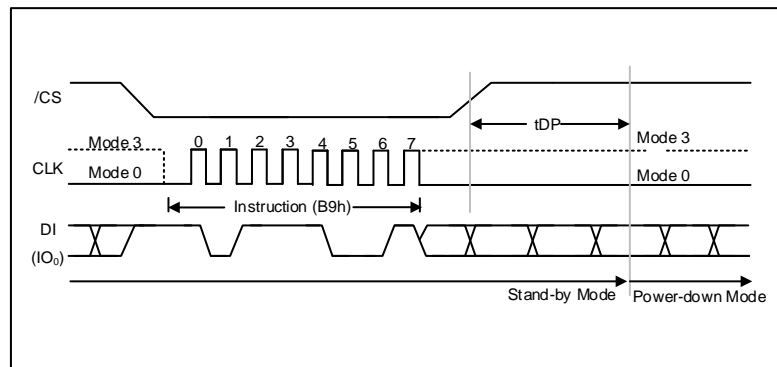 /CS
tDP
Mode 3
0 1 2 3 4 5 6 7
Mode 3
CLK
Mode 0
Mode 0
Instruction (B9h)
DI
(IO₀)
Stand-by Mode
Power-down Mode